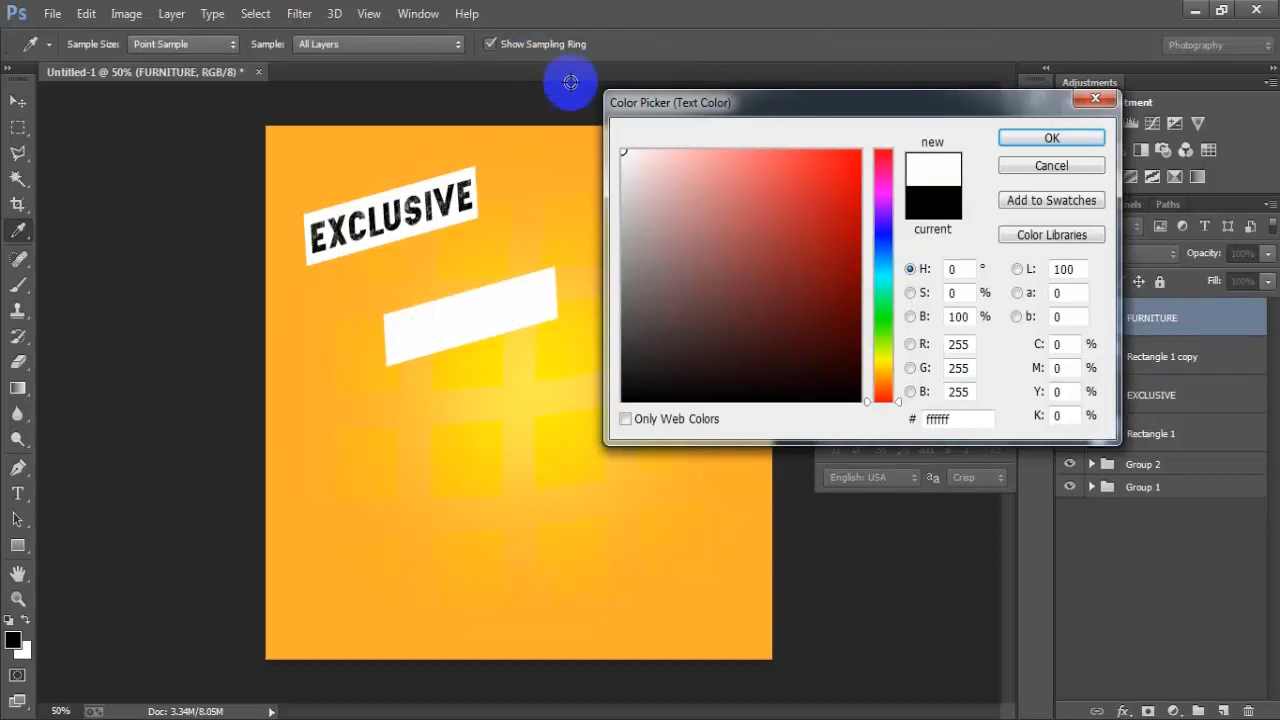 Ps File Edit Image Layer Type Select Filter 3D View Window Help
Sample Size: Point Sample Sample: All Layers Show Sampling Ring Photography
Untitled-1 @ 50% (FURNITURE, RGB/8) * ×
Adjustments
Color Picker (Text Color)
new
OK
Cancel
Add to Swatches
current
Color Libraries
Paths
H: 0 ° L: 100
S: 0 % a: 0
B: 100 % b: 0
R: 255 C: 0 %
G: 255 M: 0 %
B: 255 Y: 0 %
# ffffff K: 0 %
Only Web Colors
Opacity: 100%
Fill: 100%
FURNITURE
Rectangle 1 copy
EXCLUSIVE
Rectangle 1
Group 2
Group 1
English: USA aa Crisp
EXCLUSIVE
50% Doc: 3.34M/8.05M